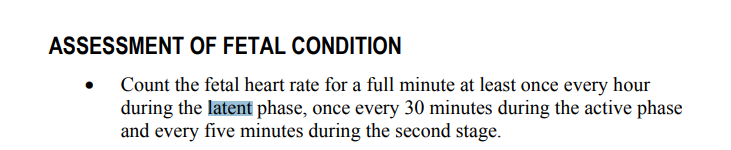 ASSESSMENT OF FETAL CONDITION
• Count the fetal heart rate for a full minute at least once every hour
during the latent phase, once every 30 minutes during the active phase
and every five minutes during the second stage.